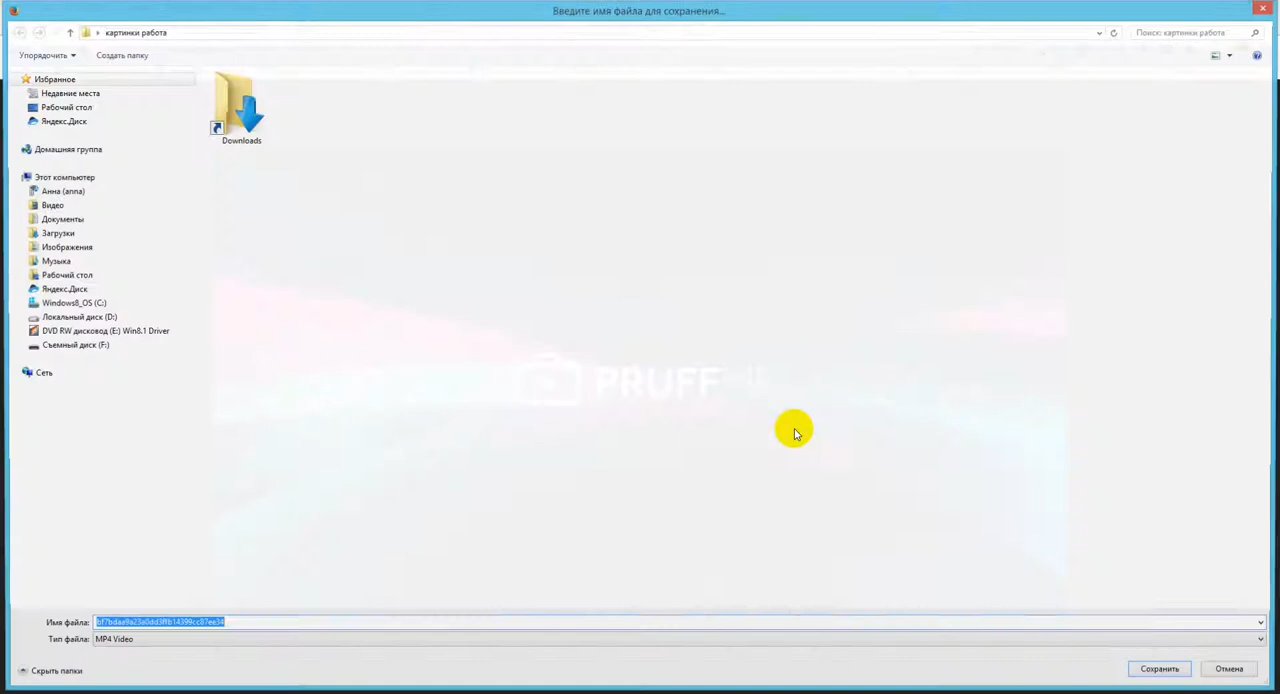 Введите имя файла для сохранения...
картинки работа
Поиск: картинки работа
Упорядочить
Создать папку
Избранное
Недавние места
Рабочий стол
Яндекс.Диск
Домашняя группа
Этот компьютер
Анна (anna)
Видео
Документы
Загрузки
Изображения
Музыка
Рабочий стол
Яндекс.Диск
Windows8_OS (C:)
Локальный диск (D:)
DVD RW дисковод (E:) Win8.1 Driver
Съемный диск (F:)
Сеть
Downloads
PRUFF
Имя файла: bf7bdaa9a23a0dd3ffb14399cc87ee34
Тип файла: MP4 Video
Скрыть папки
Сохранить
Отмена